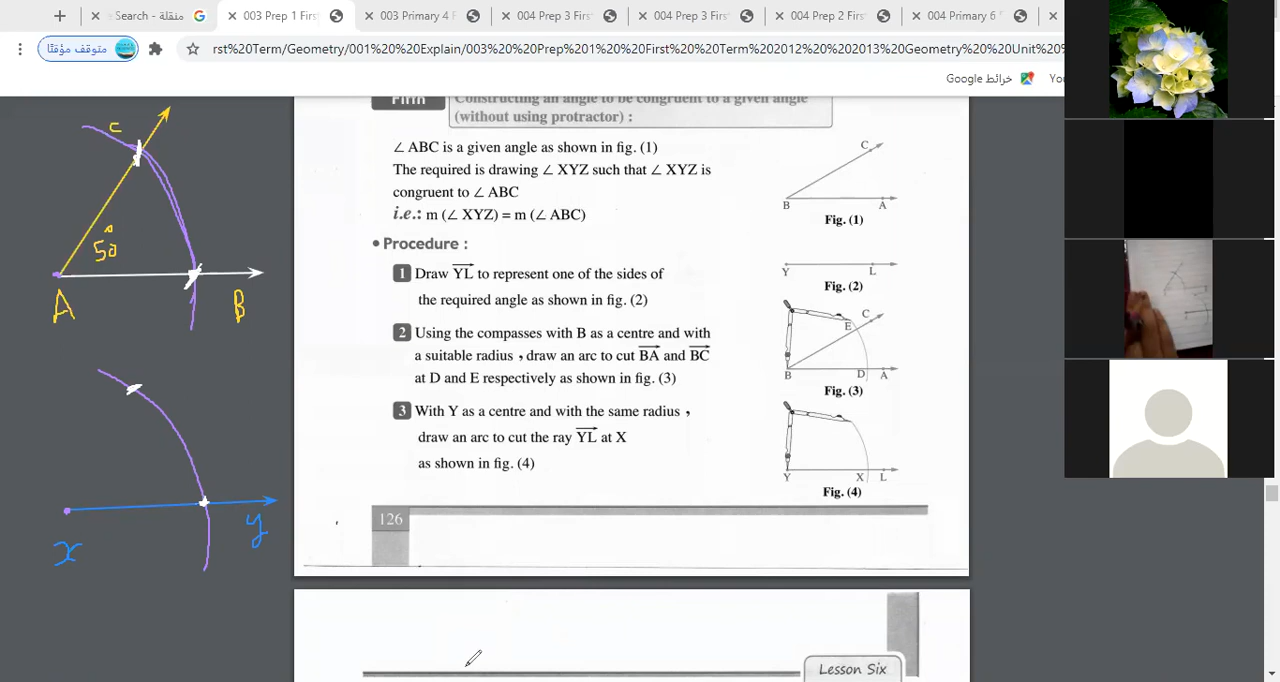 منقلة - Search
003 Prep 1 Firs
003 Primary 4 F
004 Prep 3 Firs
004 Prep 3 Firs
004 Prep 2 Firs
004 Primary 6
متوقف مؤقتًا
rst%20Term/Geometry/001%20%20Explain/003%20%20Prep%201%20%20First%20%20Term%202012%20%202013%20Geometry%20%20Unit%20
خرائط Google
Constructing an angle to be congruent to a given angle
(without using protractor) :
∠ ABC is a given angle as shown in fig. (1)
The required is drawing ∠ XYZ such that ∠ XYZ is
congruent to ∠ ABC
i.e.: m (∠ XYZ) = m (∠ ABC)
• Procedure :
1 Draw YL to represent one of the sides of
the required angle as shown in fig. (2)
2 Using the compasses with B as a centre and with
a suitable radius , draw an arc to cut BA and BC
at D and E respectively as shown in fig. (3)
3 With Y as a centre and with the same radius ,
draw an arc to cut the ray YL at X
as shown in fig. (4)
C
B A
Fig. (1)
Y L
Fig. (2)
C
E
B D A
Fig. (3)
Y X L
Fig. (4)
126
Lesson Six
C
50°
A B
x y